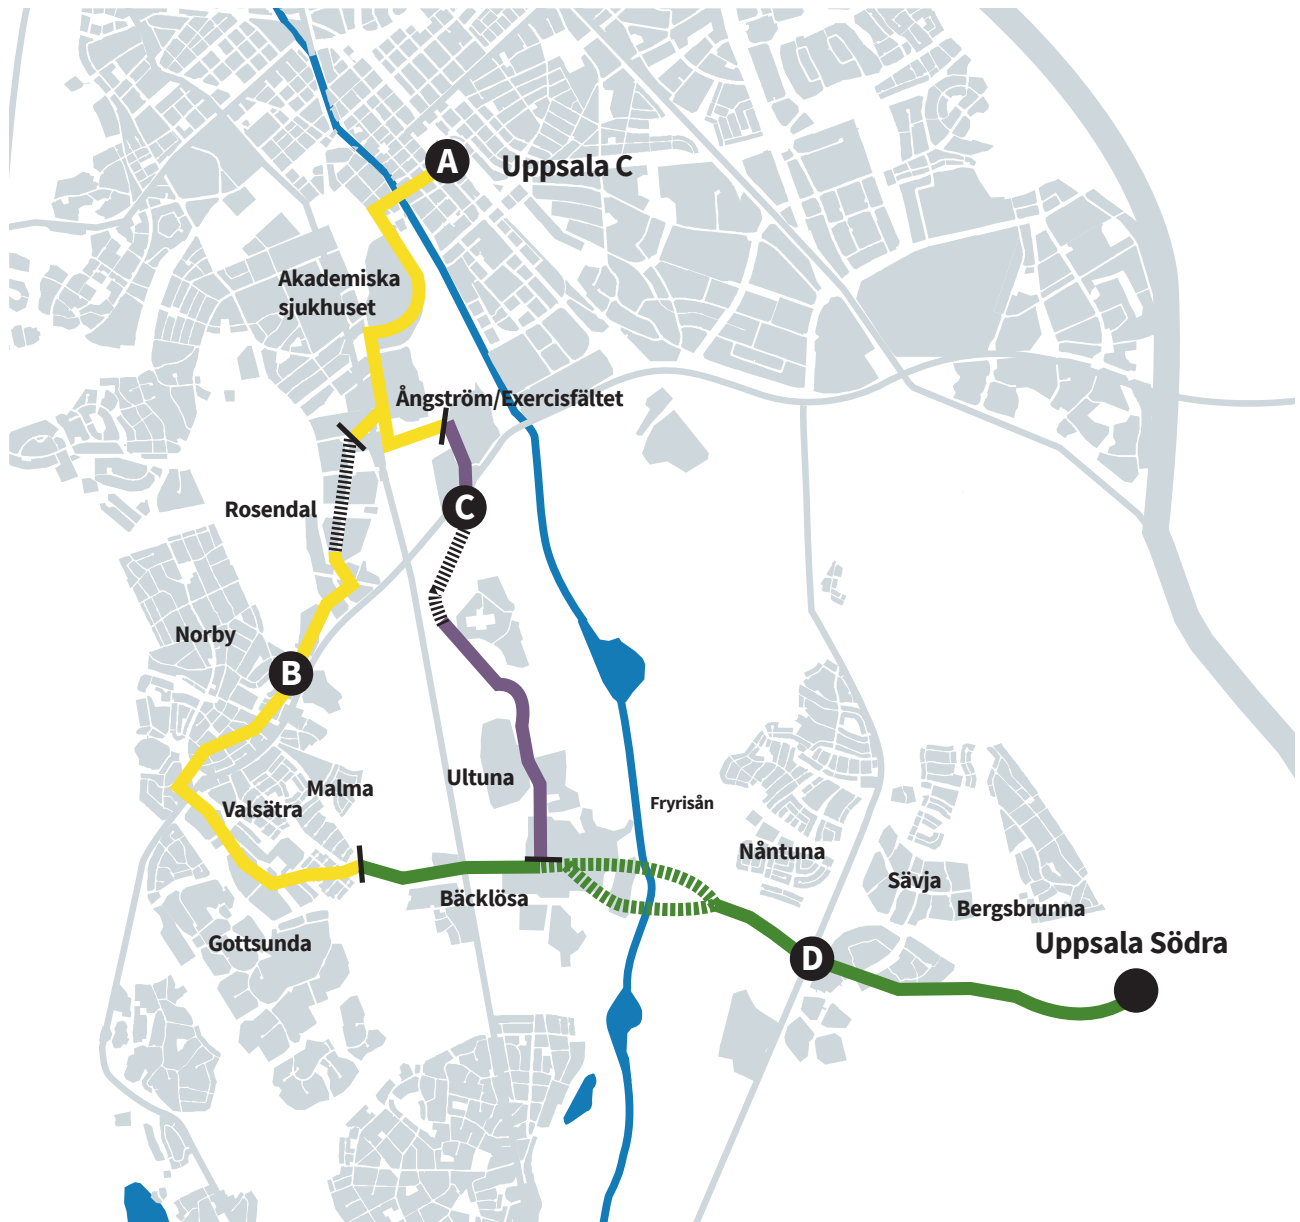 A
Uppsala C
Akademiska
sjukhuset
Ångström/Exercisfältet
Rosendal
C
Norby
B
Ultuna
Malma
Valsätra
Fryrisån
Nåntuna
Sävja
Bäcklösa
Bergsbrunna
Gottsunda
Uppsala Södra
D